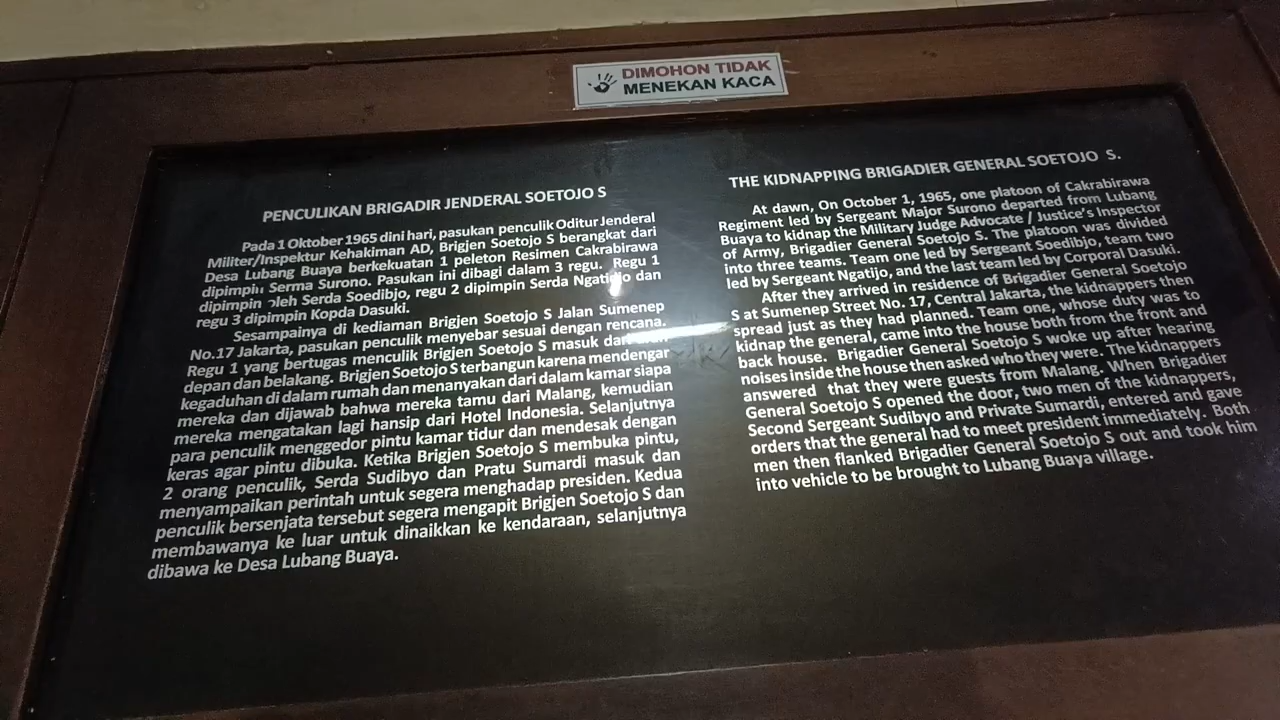 DIMOHON TIDAK
MENEKAN KACA
PENCULIKAN BRIGADIR JENDERAL SOETOJO S
Pada 1 Oktober 1965 dini hari, pasukan penculik Oditur Jenderal
Militer/Inspektur Kehakiman AD, Brigjen Soetojo S berangkat dari
Desa Lubang Buaya berkekuatan 1 peleton Resimen Cakrabirawa
dipimpin Serma Surono. Pasukan ini dibagi dalam 3 regu. Regu 1
dipimpin oleh Serda Soedibjo, regu 2 dipimpin Serda Ngatidjo dan
regu 3 dipimpin Kopda Dasuki.
Sesampainya di kediaman Brigjen Soetojo S Jalan Sumenep
No.17 Jakarta, pasukan penculik menyebar sesuai dengan rencana.
Regu 1 yang bertugas menculik Brigjen Soetojo S masuk dari
depan dan belakang. Brigjen Soetojo S terbangun karena mendengar
kegaduhan di dalam rumah dan menanyakan dari dalam kamar siapa
mereka dan dijawab bahwa mereka tamu dari Malang, kemudian
mereka mengatakan lagi hansip dari Hotel Indonesia. Selanjutnya
para penculik menggedor pintu kamar tidur dan mendesak dengan
keras agar pintu dibuka. Ketika Brigjen Soetojo S membuka pintu,
2 orang penculik, Serda Sudibyo dan Pratu Sumardi masuk dan
menyampaikan perintah untuk segera menghadap presiden. Kedua
penculik bersenjata tersebut segera mengapit Brigjen Soetojo S dan
membawanya ke luar untuk dinaikkan ke kendaraan, selanjutnya
dibawa ke Desa Lubang Buaya.
THE KIDNAPPING BRIGADIER GENERAL SOETOJO S.
At dawn, On October 1, 1965, one platoon of Cakrabirawa
Regiment led by Sergeant Major Surono departed from Lubang
Buaya to kidnap the Military Judge Advocate / Justice's Inspector
of Army, Brigadier General Soetojo S. The platoon was divided
into three teams. Team one led by Sergeant Soedibjo, team two
led by Sergeant Ngatijo, and the last team led by Corporal Dasuki.
After they arrived in residence of Brigadier General Soetojo
S at Sumenep Street No. 17, Central Jakarta, the kidnappers then
spread just as they had planned. Team one, whose duty was to
kidnap the general, came into the house both from the front and
back house. Brigadier General Soetojo S woke up after hearing
noises inside the house then asked who they were. The kidnappers
answered that they were guests from Malang. When Brigadier
General Soetojo S opened the door, two men of the kidnappers,
Second Sergeant Sudibyo and Private Sumardi, entered and gave
orders that the general had to meet president immediately. Both
men then flanked Brigadier General Soetojo S out and took him
into vehicle to be brought to Lubang Buaya village.